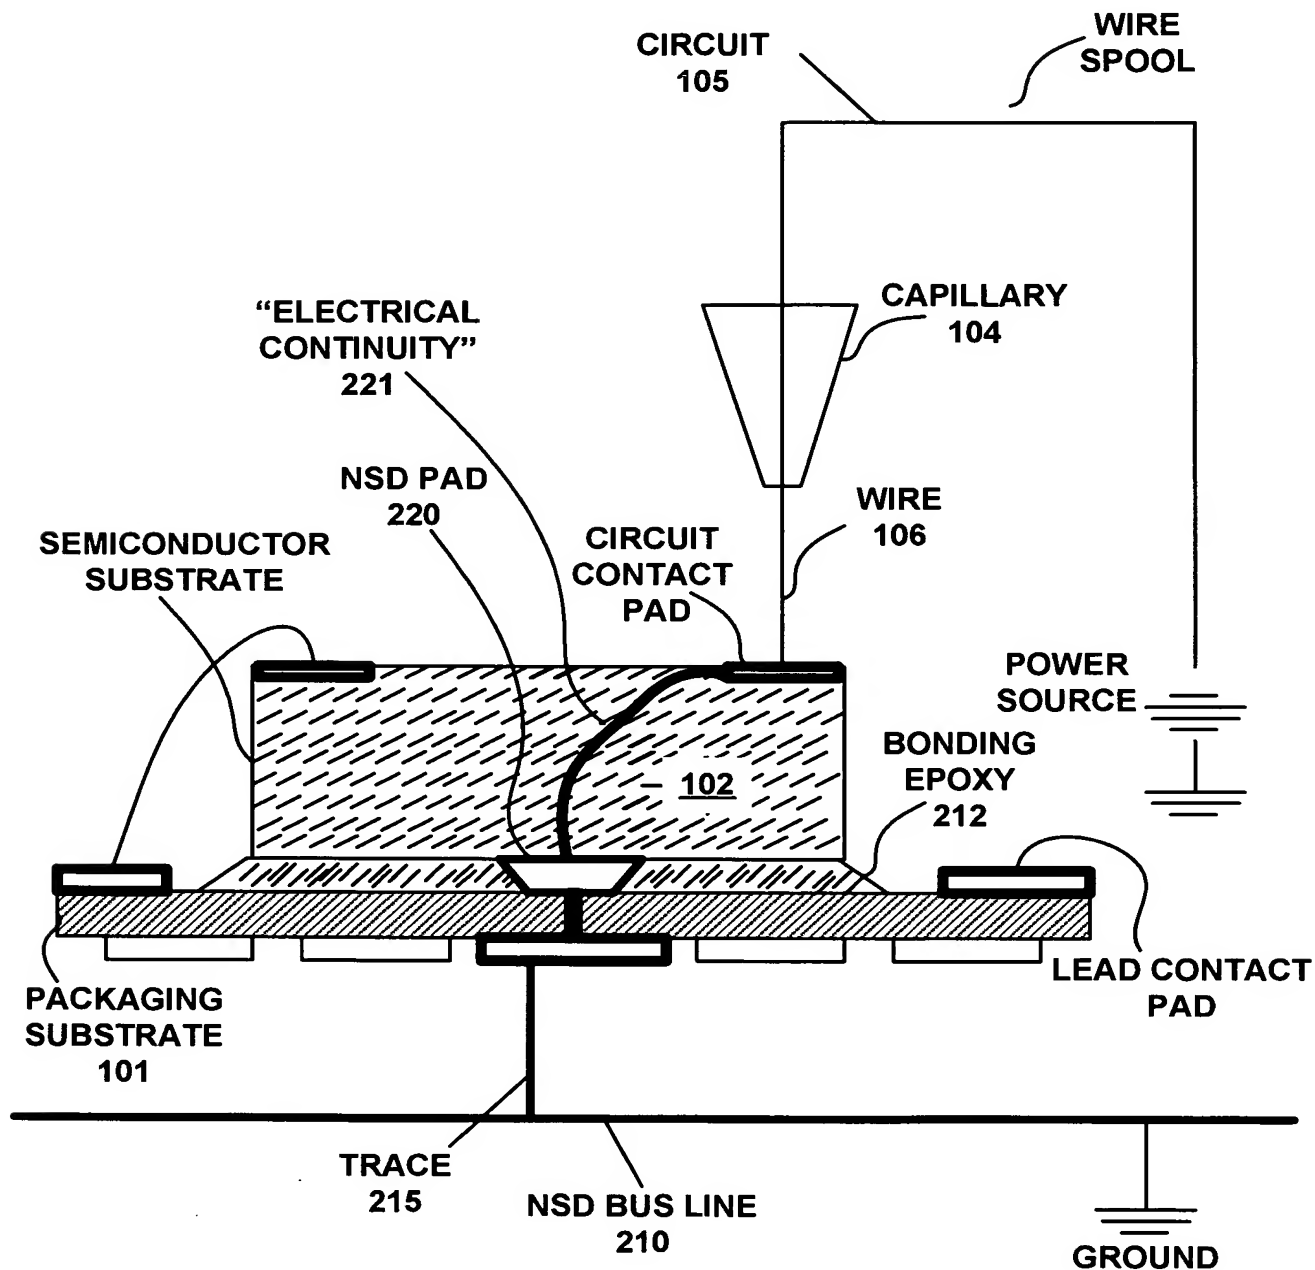 WIRE
SPOOL
CIRCUIT
105
CAPILLARY
104
“ELECTRICAL
CONTINUITY”
221
NSD PAD
220
WIRE
106
CIRCUIT
CONTACT
PAD
SEMICONDUCTOR
SUBSTRATE
POWER
SOURCE
BONDING
EPOXY
212
102
LEAD CONTACT
PAD
PACKAGING
SUBSTRATE
101
TRACE
215
NSD BUS LINE
210
GROUND